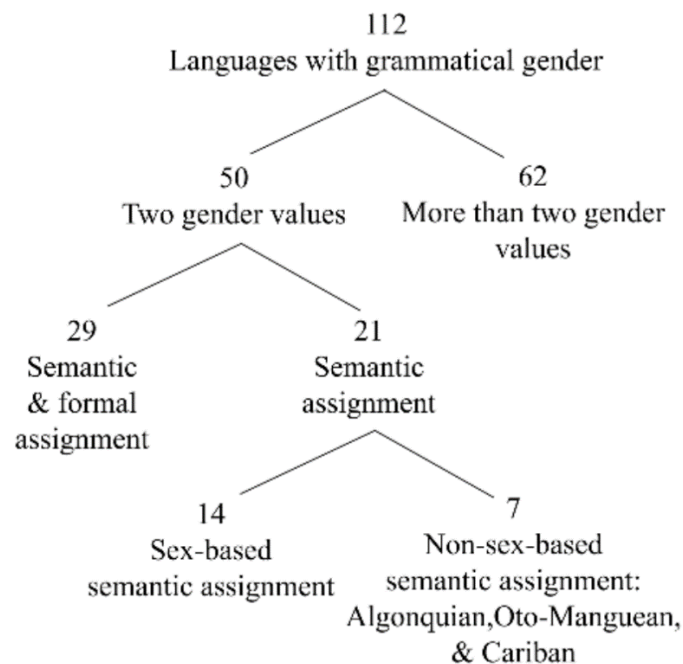 112
Languages with grammatical gender
50
Two gender values
62
More than two gender
values
29
Semantic
& formal
assignment
21
Semantic
assignment
14
Sex-based
semantic assignment
7
Non-sex-based
semantic assignment:
Algonquian,Oto-Manguean,
& Cariban